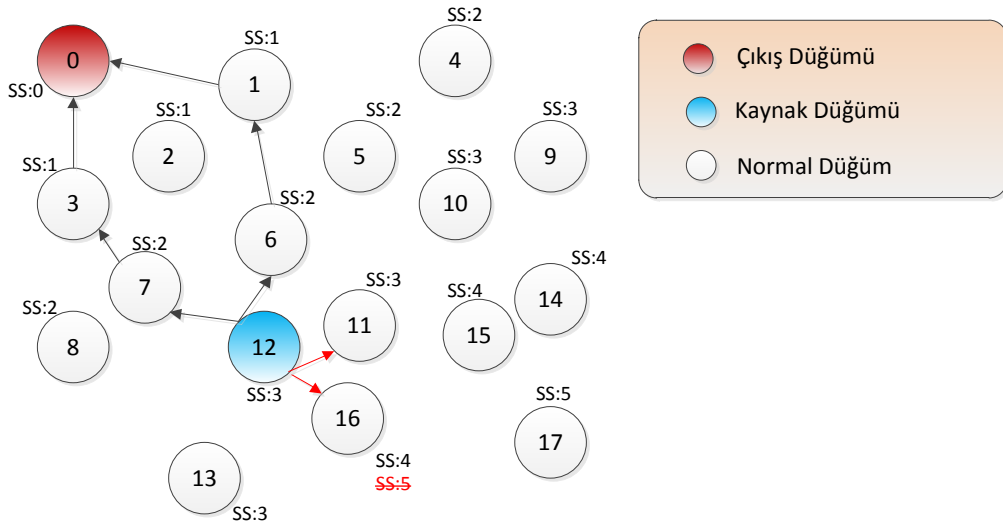 SS:2
0
SS:1
4
Çıkış Düğümü
1
SS:0
SS:1
SS:2
SS:3
Kaynak Düğümü
2
5
9
SS:1
SS:3
Normal Düğüm
3
10
SS:2
6
SS:2
7
SS:3
SS:4
SS:2
SS:4
14
8
12
11
15
SS:3
SS:5
16
17
SS:4
SS:5
13
SS:3